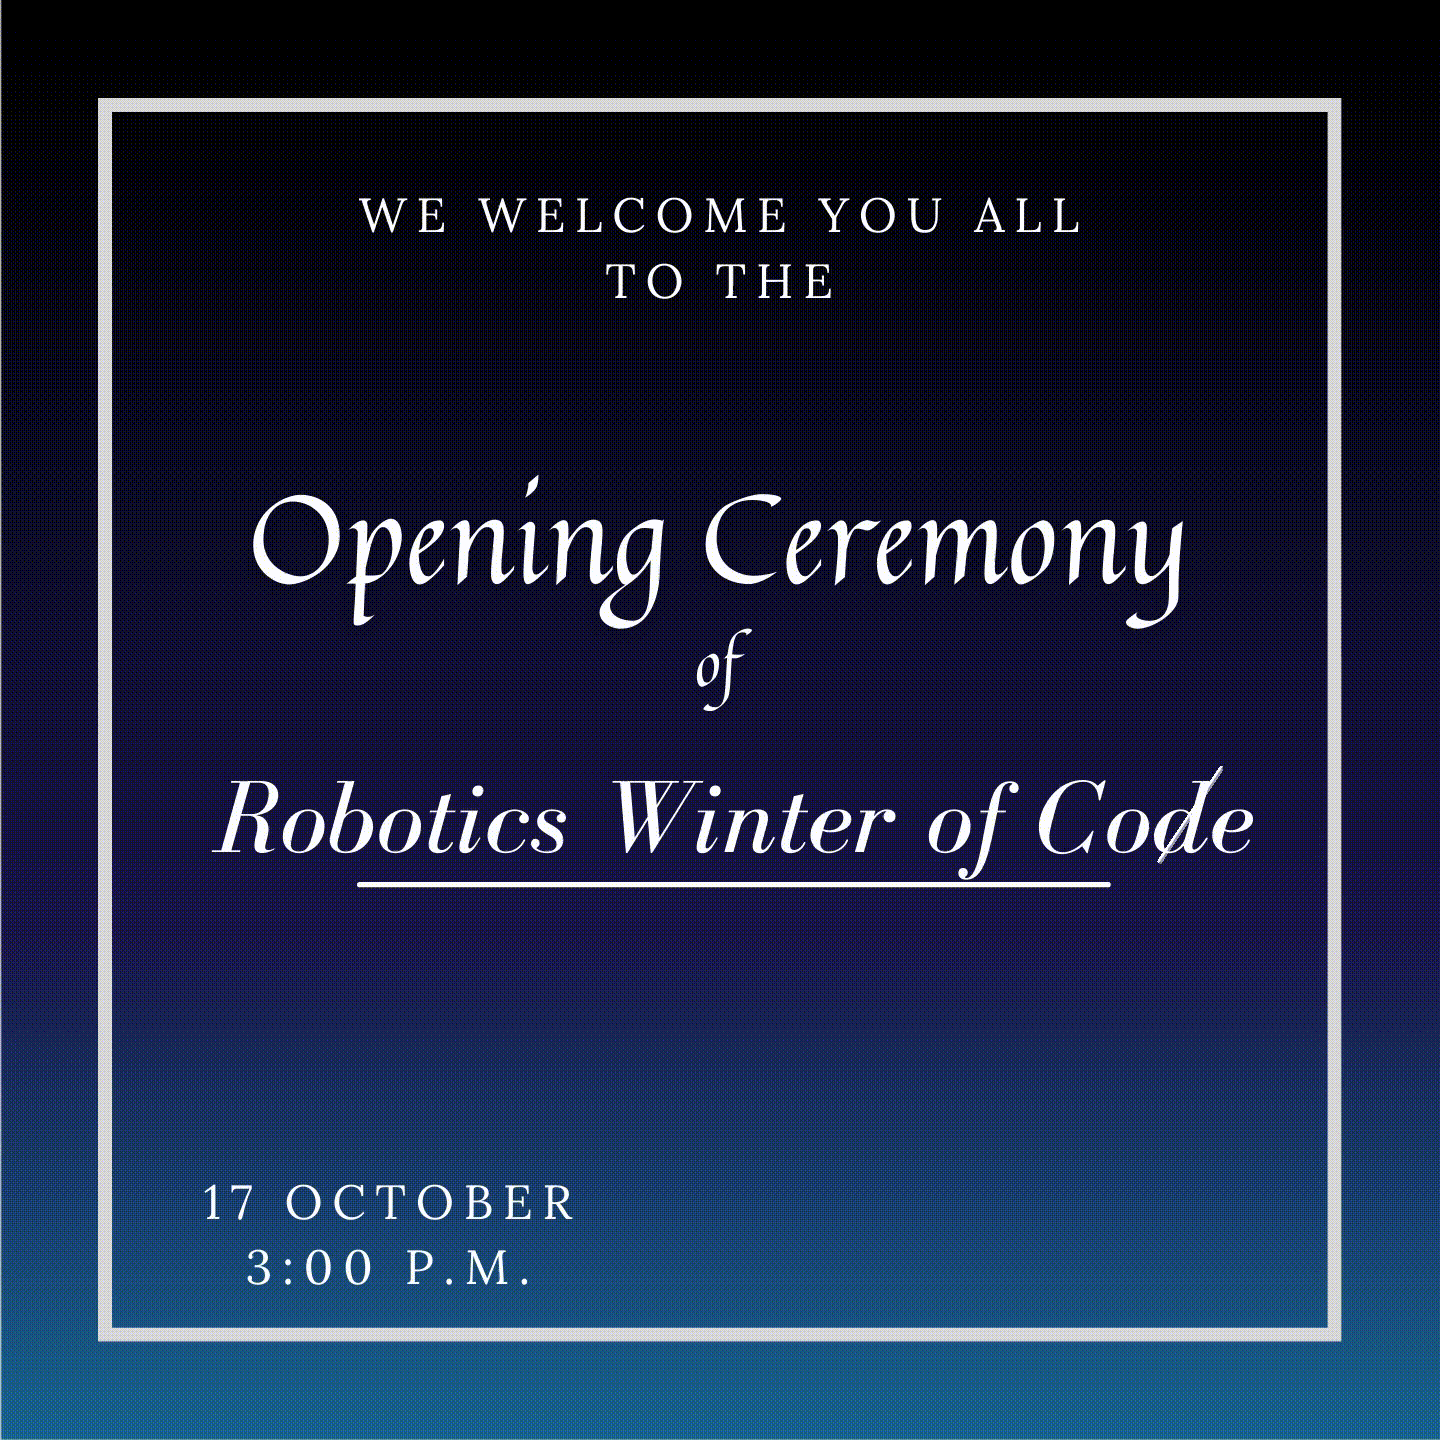 WE WELCOME YOU ALL
TO THE
Opening Ceremony
of
Robotics Winter of Code
17 OCTOBER
3:00 P.M.